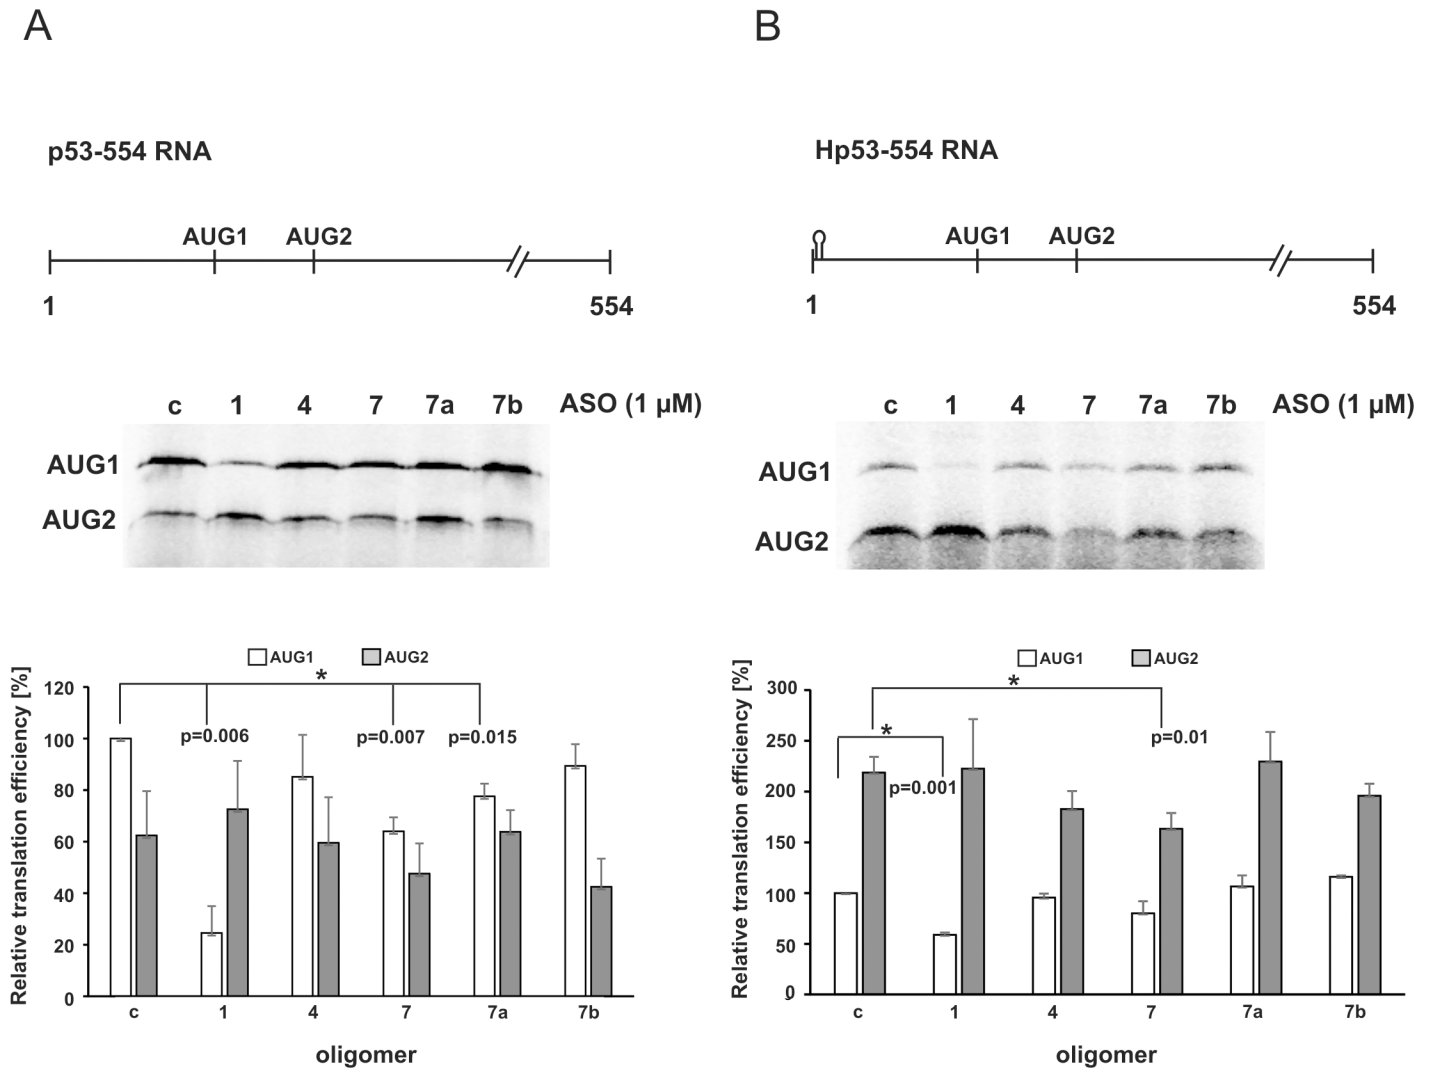 A
p53-554 RNA
AUG1 AUG2
1 554
c 1 4 7 7a 7b ASO (1 µM)
AUG1
AUG2
AUG1 AUG2
*
p=0.006 p=0.007 p=0.015
Relative translation efficiency [%]
120
100
80
60
40
20
0
c 1 4 7 7a 7b
oligomer
B
Hp53-554 RNA
AUG1 AUG2
1 554
c 1 4 7 7a 7b ASO (1 µM)
AUG1
AUG2
AUG1 AUG2
*
*
p=0.01
p=0.001
Relative translation efficiency [%]
300
250
200
150
100
50
0
c 1 4 7 7a 7b
oligomer